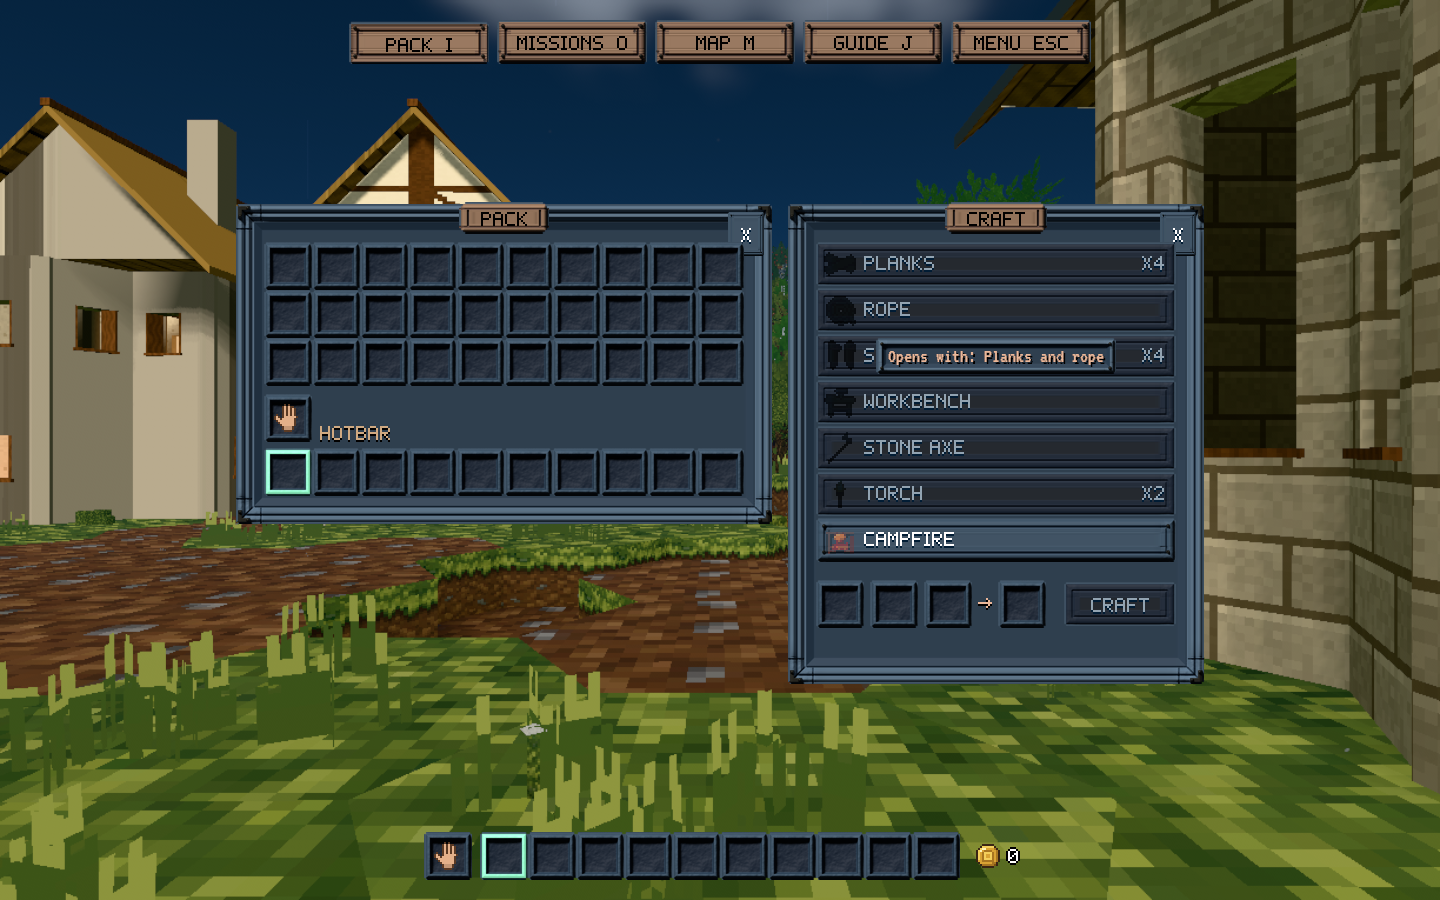 PACK I
MISSIONS O
MAP M
GUIDE J
MENU ESC
PACK
X
HOTBAR
CRAFT
X
PLANKS X4
ROPE
S X4
Opens with: Planks and rope
WORKBENCH
STONE AXE
TORCH X2
CAMPFIRE
CRAFT
0